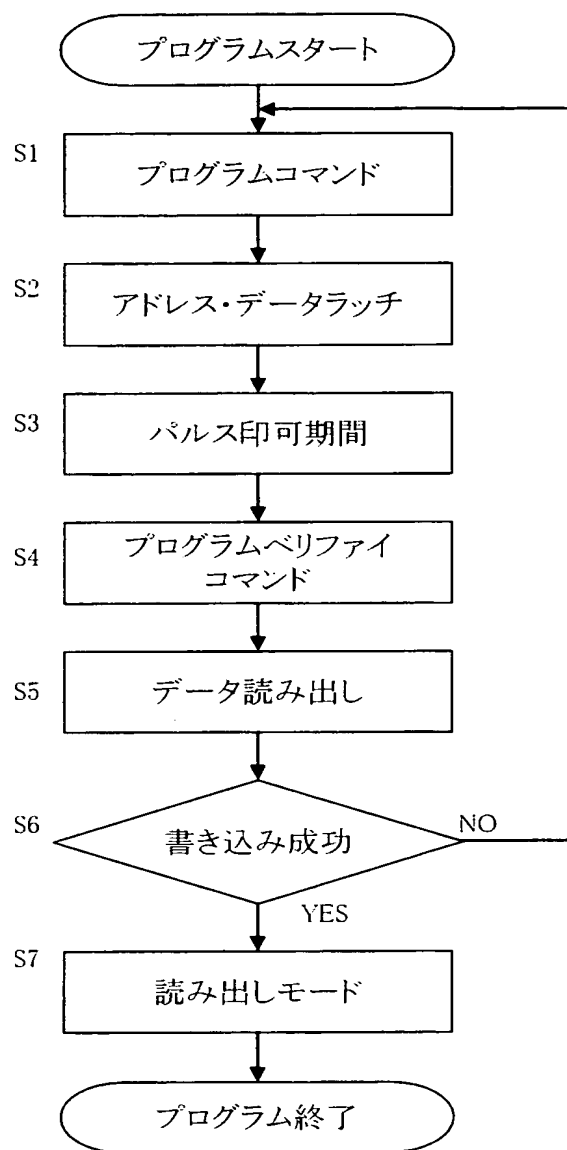 プログラムスタート
S1
プログラムコマンド
S2
アドレス・データラッチ
S3
パルス印可期間
S4
プログラムベリファイ
コマンド
S5
データ読み出し
S6
書き込み成功
NO
YES
S7
読み出しモード
プログラム終了